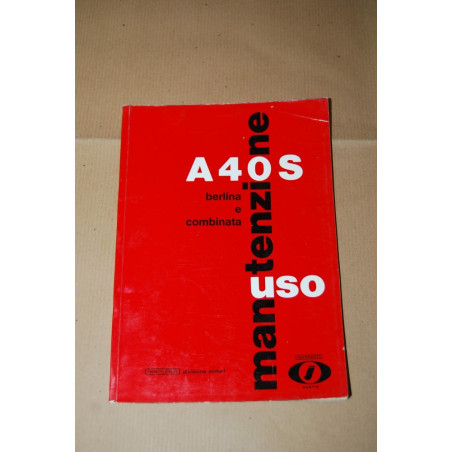 A40S
berlina
e
combinata
manutenzione
uso